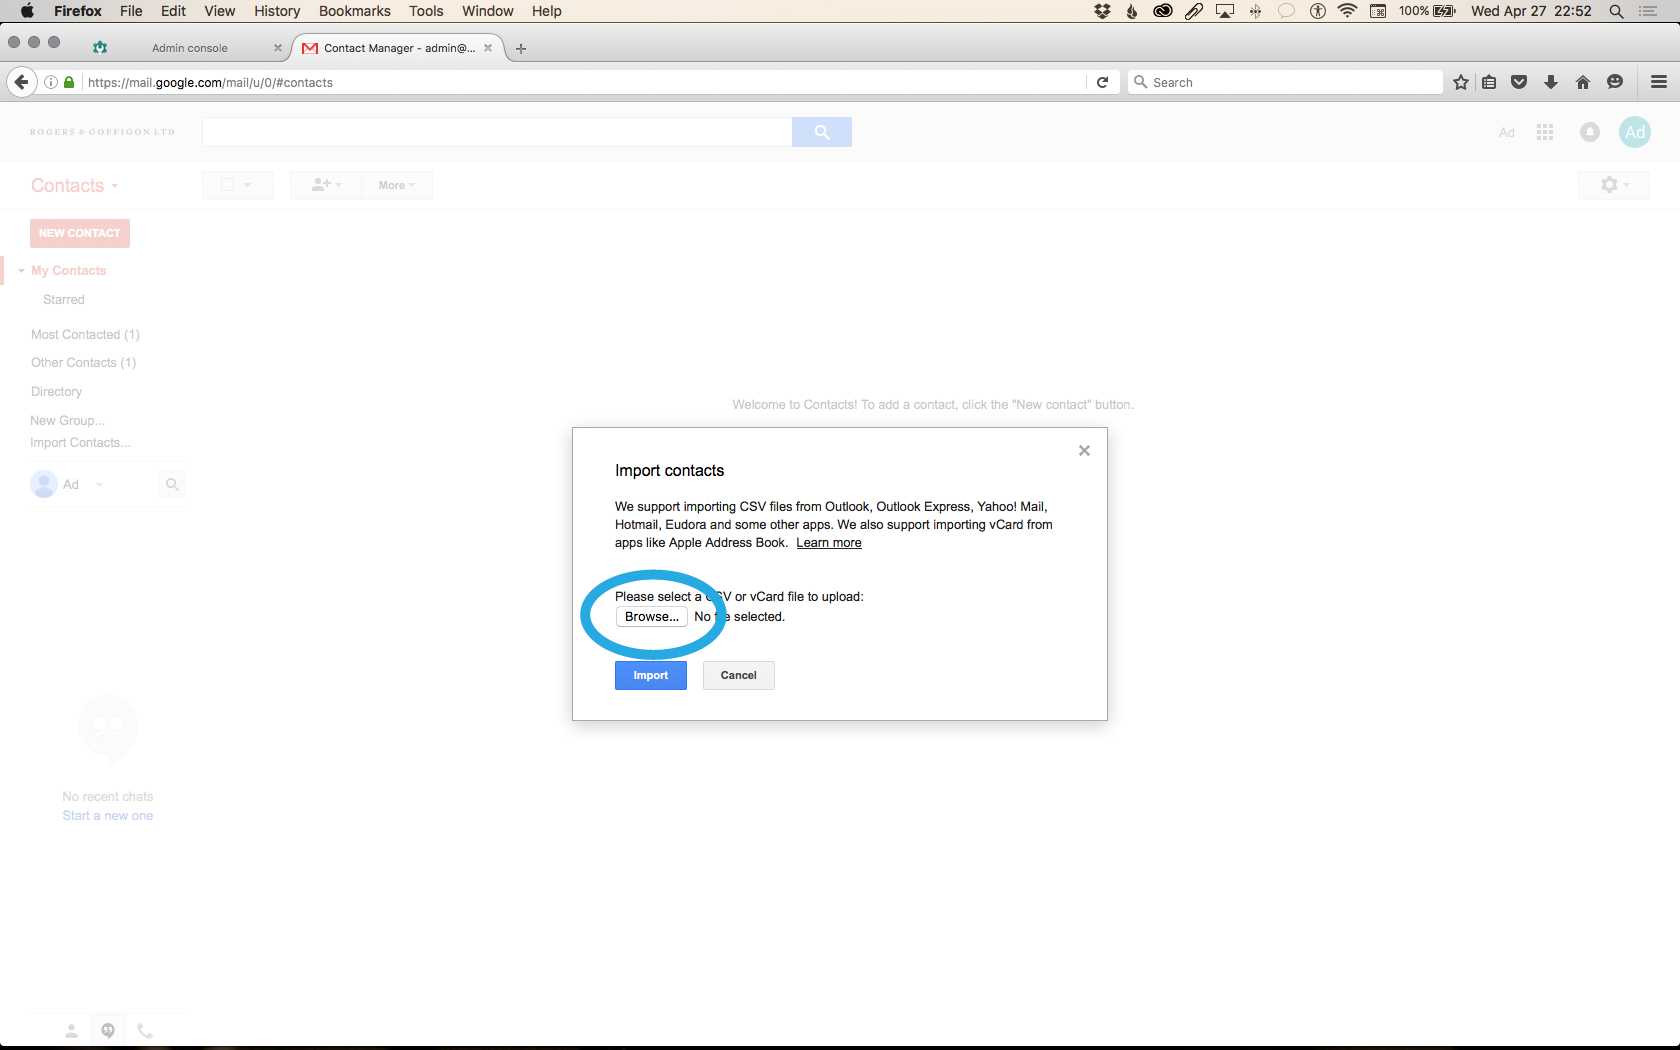 Firefox File Edit View History Bookmarks Tools Window Help 100% Wed Apr 27 22:52
Admin console
Contact Manager - admin@...
https://mail.google.com/mail/u/0/#contacts
Search
ROGERS & GOFFIGON LTD
Ad
Ad
Contacts
More
NEW CONTACT
My Contacts
Starred
Most Contacted (1)
Other Contacts (1)
Directory
New Group...
Import Contacts...
Ad
Welcome to Contacts! To add a contact, click the "New contact" button.
Import contacts
We support importing CSV files from Outlook, Outlook Express, Yahoo! Mail,
Hotmail, Eudora and some other apps. We also support importing vCard from
apps like Apple Address Book. Learn more
Please select a CSV or vCard file to upload:
Browse... No file selected.
Import Cancel
No recent chats
Start a new one